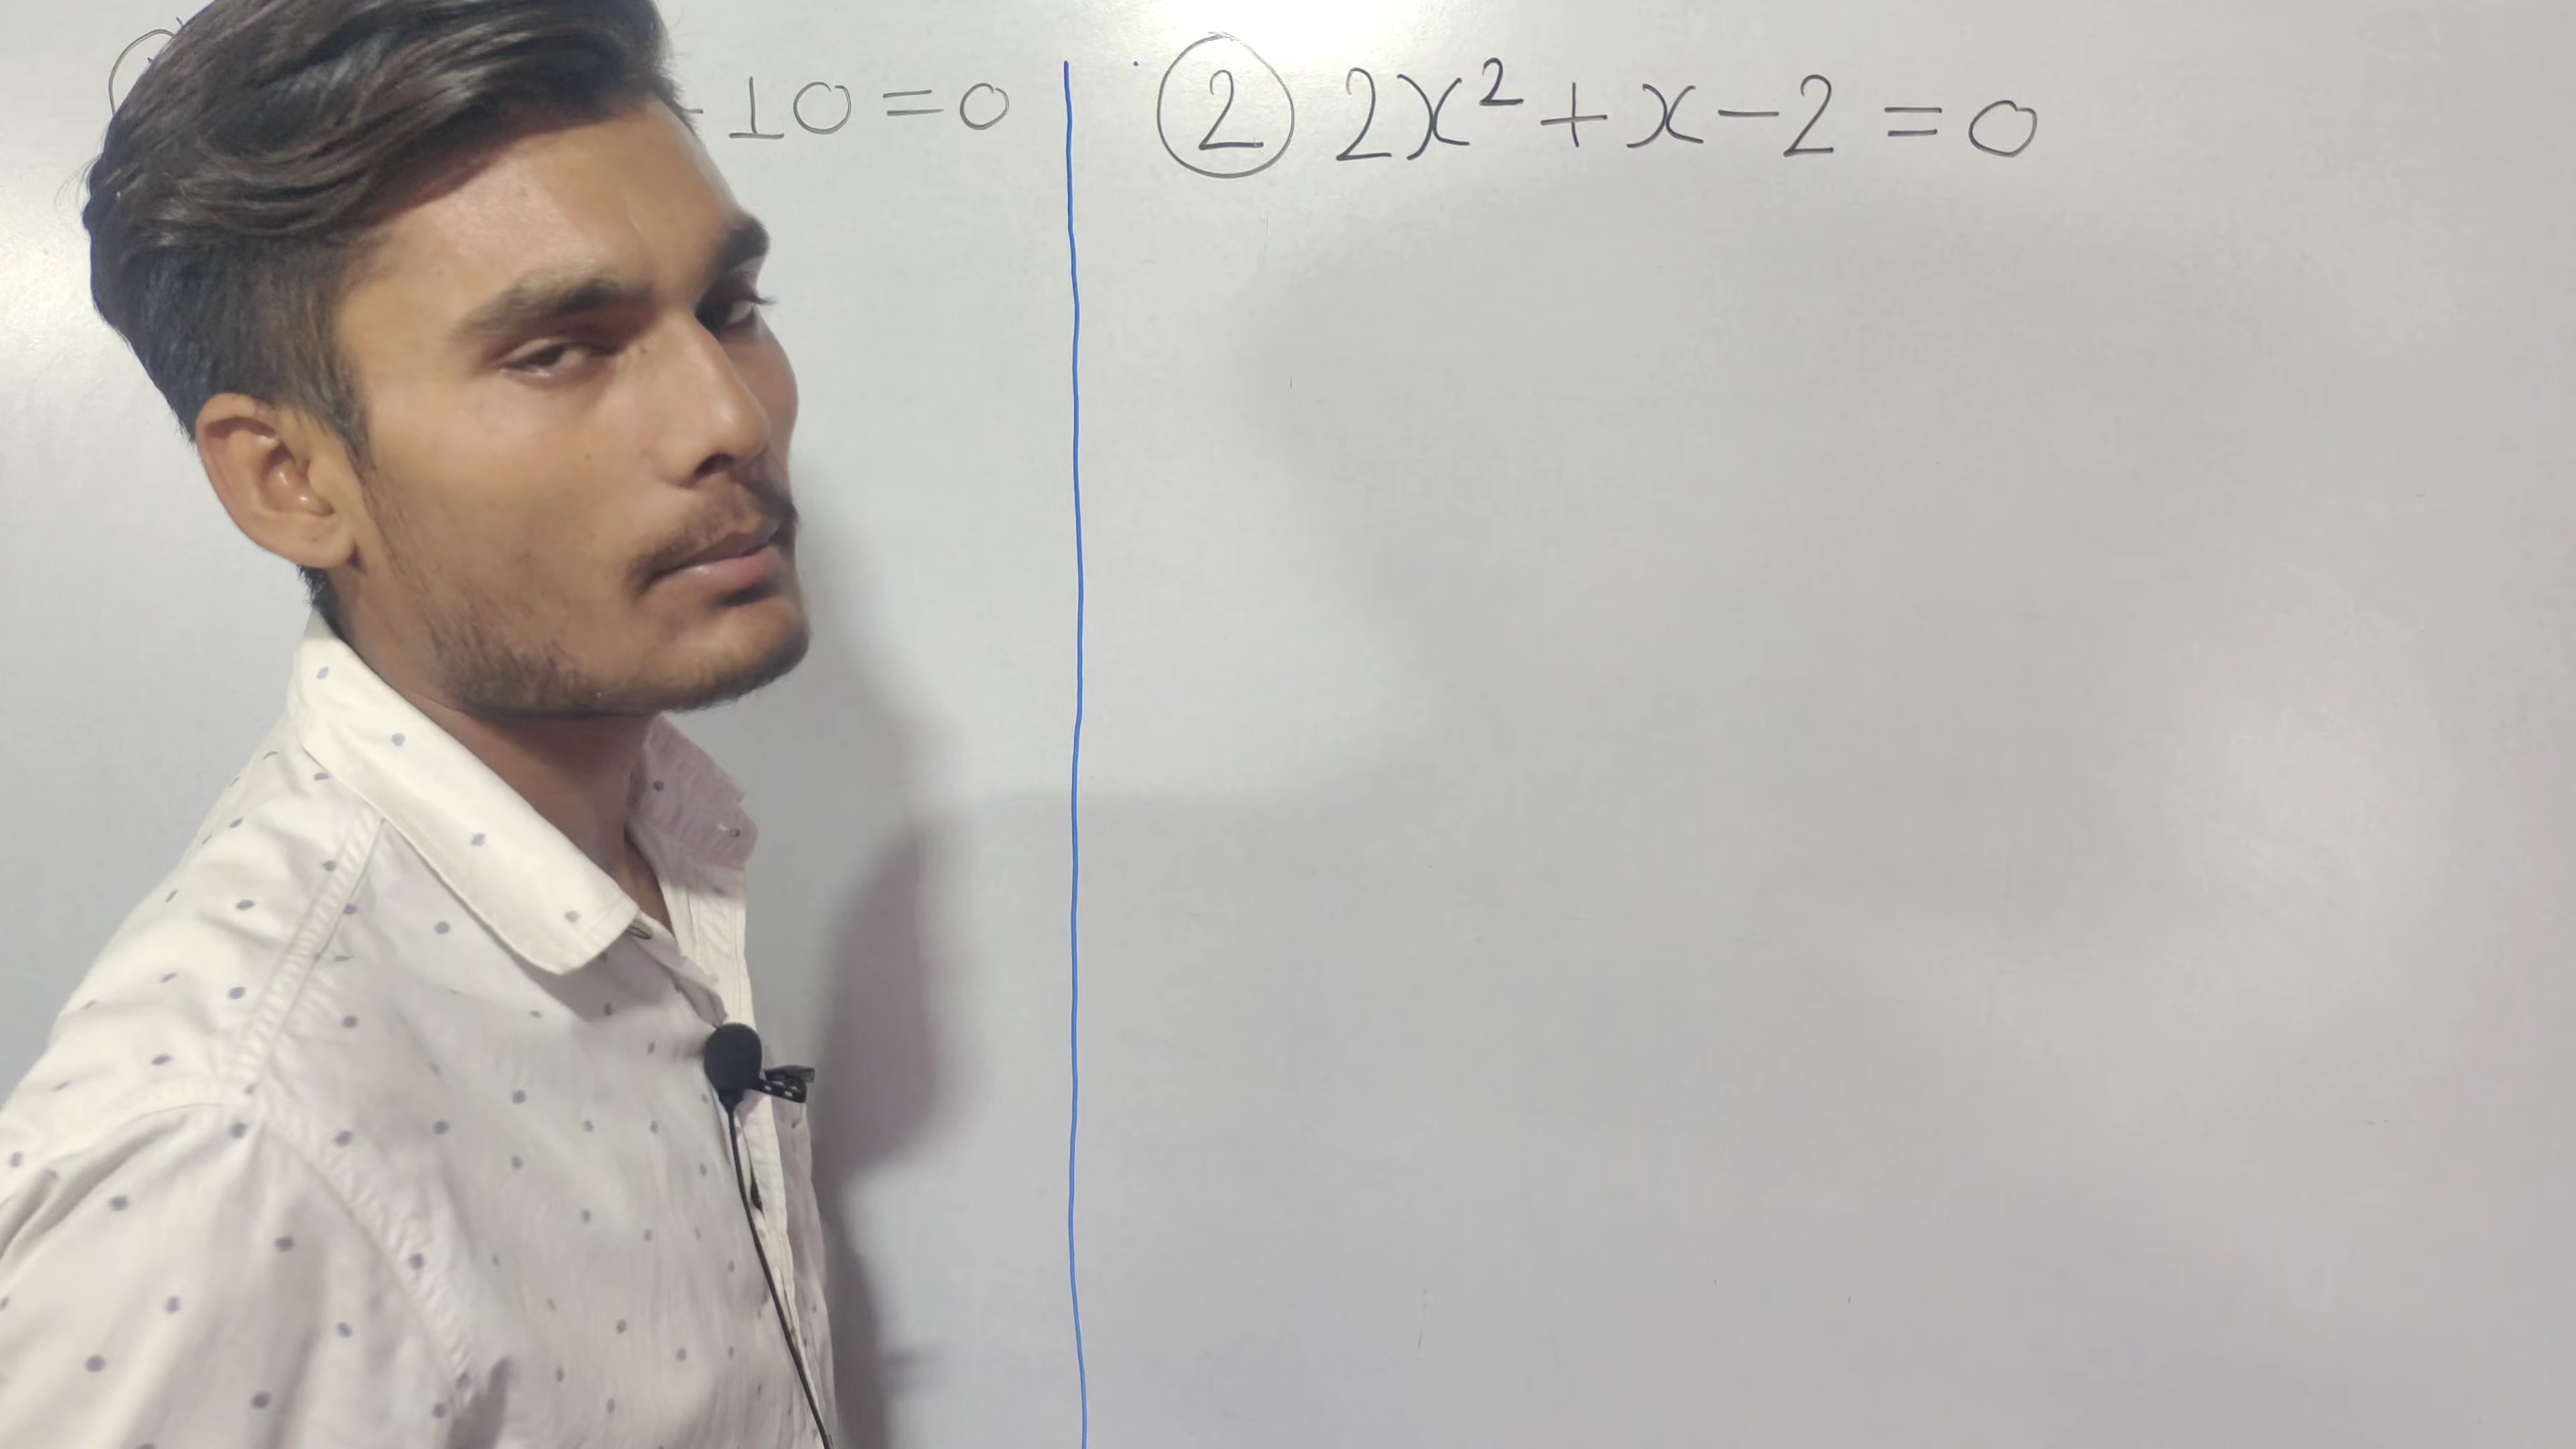 - 10 = 0
② 2x² + x - 2 = 0